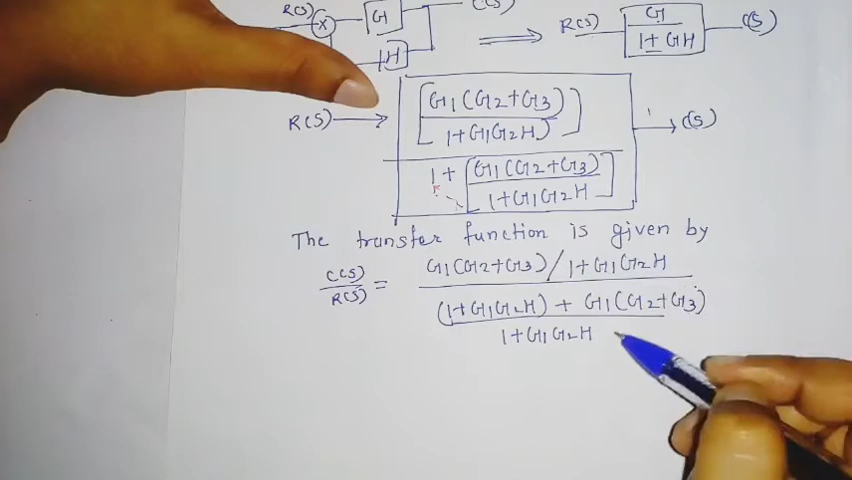 R(S) X G C(S)
H
R(S) G / 1+GH C(S)
R(S) [G1(G2+G3) / 1+G1G2H] C(S)
1 + [G1(G2+G3) / 1+G1G2H]
The transfer function is given by
C(S)/R(S) = G1(G2+G3) / 1+G1G2H
(1+G1G2H) + G1(G2+G3)
1+G1G2H